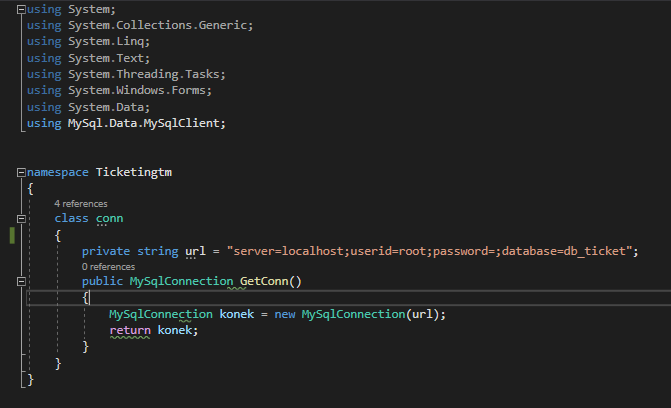 using System;
using System.Collections.Generic;
using System.Linq;
using System.Text;
using System.Threading.Tasks;
using System.Windows.Forms;
using System.Data;
using MySql.Data.MySqlClient;
namespace Ticketingtm
{
4 references
class conn
{
private string url = "server=localhost;userid=root;password=;database=db_ticket";
0 references
public MySqlConnection GetConn()
{
MySqlConnection konek = new MySqlConnection(url);
return konek;
}
}
}